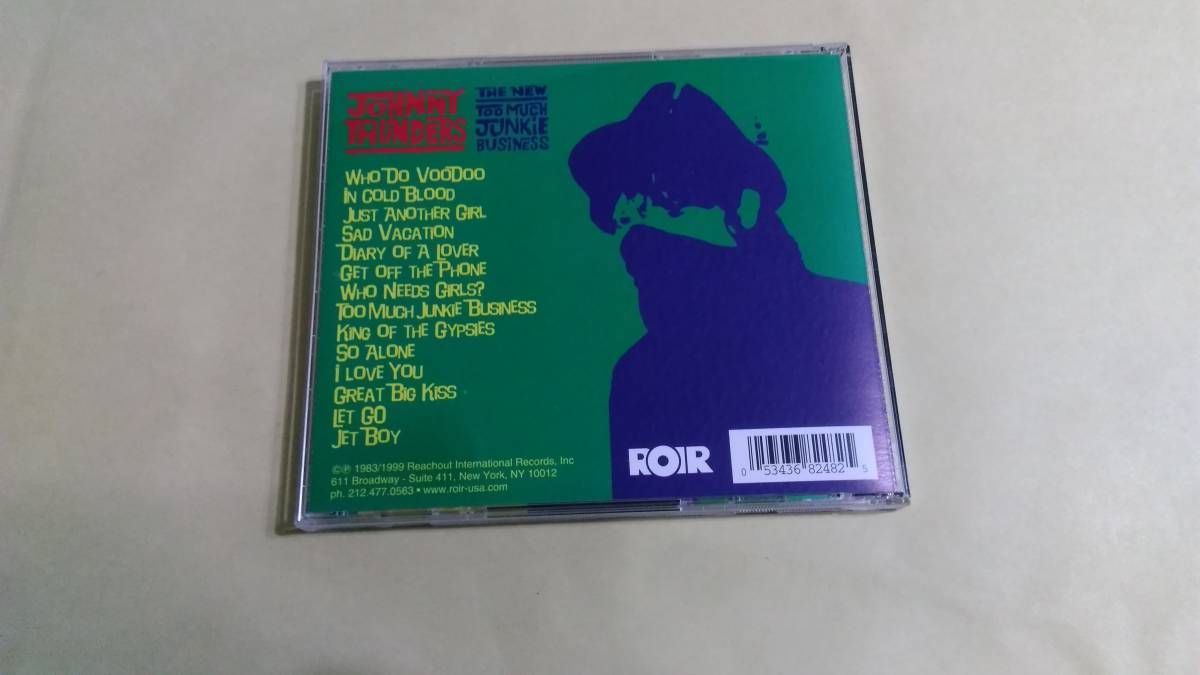 JOHNNY
THUNDERS
THE NEW
TOO MUCH
JUNKIE
BUSINESS
WHO DO VOODOO
IN COLD BLOOD
JUST ANOTHER GIRL
SAD VACATION
DIARY OF A LOVER
GET OFF THE PHONE
WHO NEEDS GIRLS?
TOO MUCH JUNKIE BUSINESS
KING OF THE GYPSIES
SO ALONE
I LOVE YOU
GREAT BIG KISS
LET GO
JET BOY
©℗ 1983/1999 Reachout International Records, Inc
611 Broadway - Suite 411, New York, NY 10012
ph. 212.477.0563 • www.roir-usa.com
ROIR
0 53436 82482 5